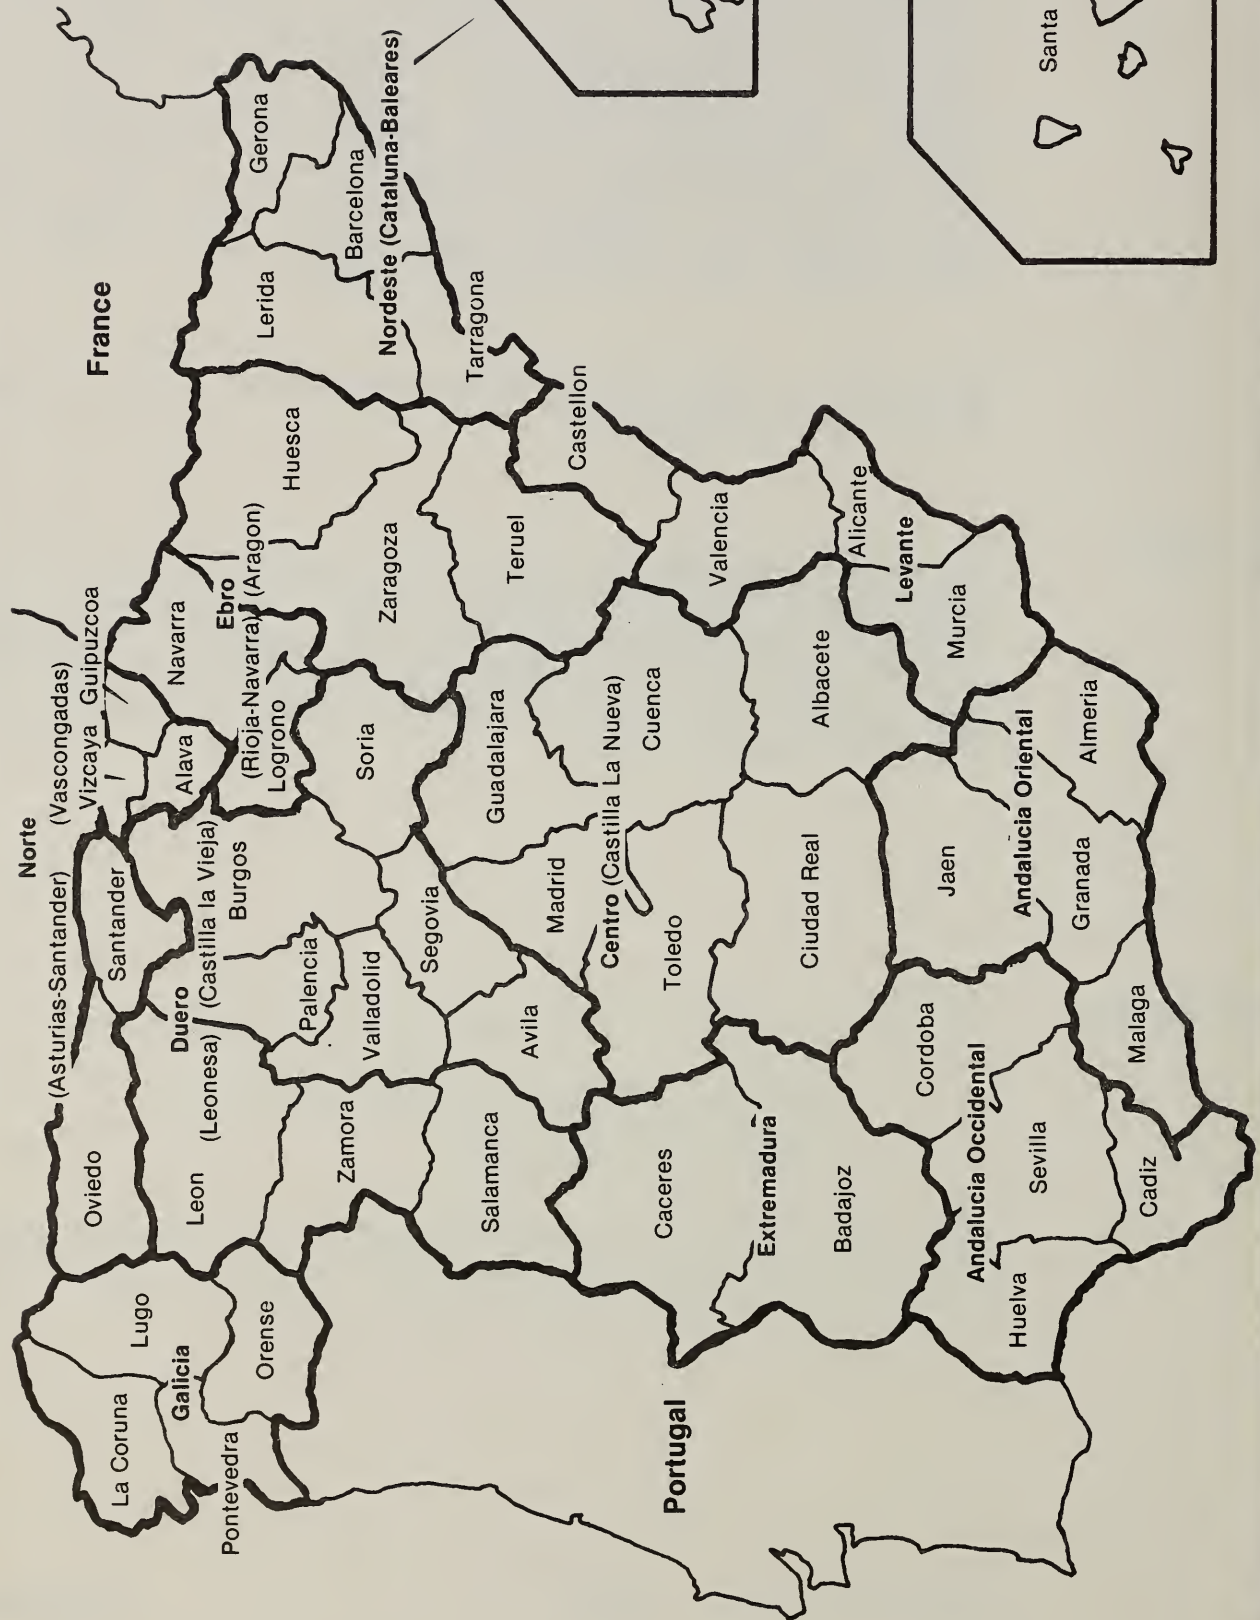 France
Portugal
Norte
(Asturias-Santander)
(Vascongadas)
Vizcaya
Guipuzcoa
Galicia
La Coruna
Lugo
Pontevedra
Orense
Oviedo
Santander
Alava
Navarra
Ebro
(Aragon)
(Rioja-Navarra)
Logrono
Huesca
Zaragoza
Teruel
Nordeste (Cataluna-Baleares)
Gerona
Barcelona
Lerida
Tarragona
Duero
(Castilla la Vieja)
(Leonesa)
Leon
Zamora
Salamanca
Palencia
Burgos
Valladolid
Segovia
Avila
Soria
Centro (Castilla La Nueva)
Guadalajara
Madrid
Cuenca
Toledo
Ciudad Real
Albacete
Castellon
Valencia
Alicante
Levante
Murcia
Extremadura
Caceres
Badajoz
Andalucia Occidental
Huelva
Sevilla
Cordoba
Cadiz
Andalucia Oriental
Jaen
Granada
Almeria
Malaga
Santa